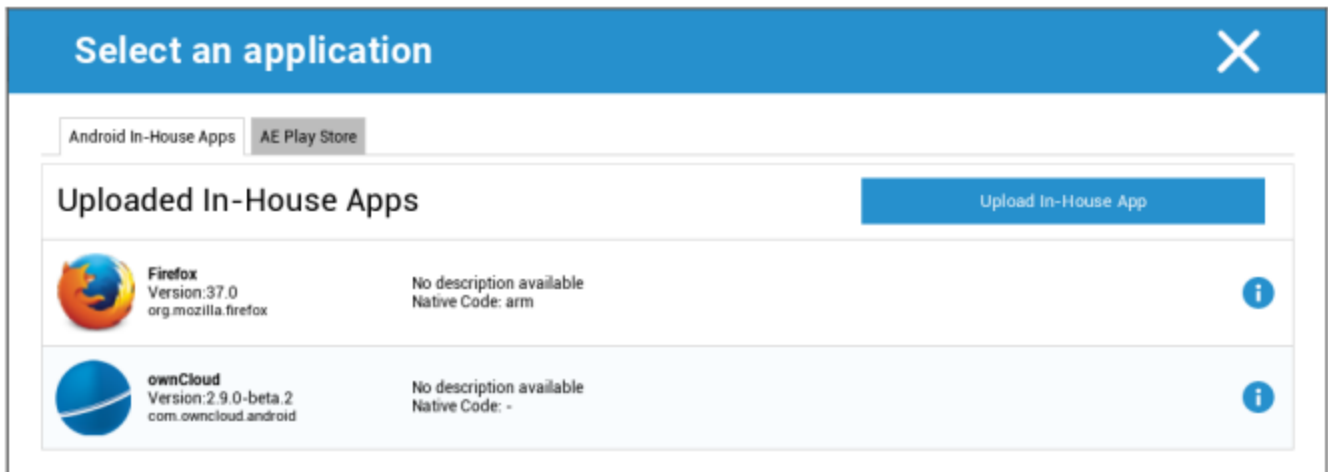 Select an application
Android In-House Apps AE Play Store
Uploaded In-House Apps Upload In-House App
Firefox
Version:37.0
org.mozilla.firefox
No description available
Native Code: arm
ownCloud
Version:2.9.0-beta.2
com.owncloud.android
No description available
Native Code: -